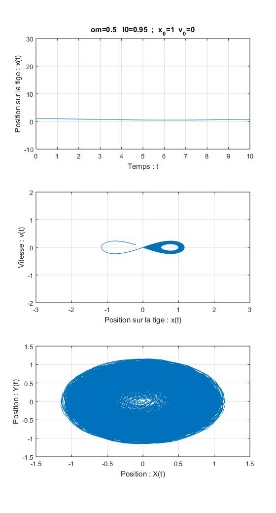 om=0.5 l0=0.95 ; x0=1 v0=0
30
20
10
0
-10
Position sur la tige : x(t)
0 1 2 3 4 5 6 7 8 9 10
Temps : t
2
1
0
-1
-2
Vitesse : v(t)
-3 -2 -1 0 1 2 3
Position sur la tige : x(t)
1.5
1
0.5
0
-0.5
-1
-1.5
Position : Y(t)
-1.5 -1 -0.5 0 0.5 1 1.5
Position : X(t)